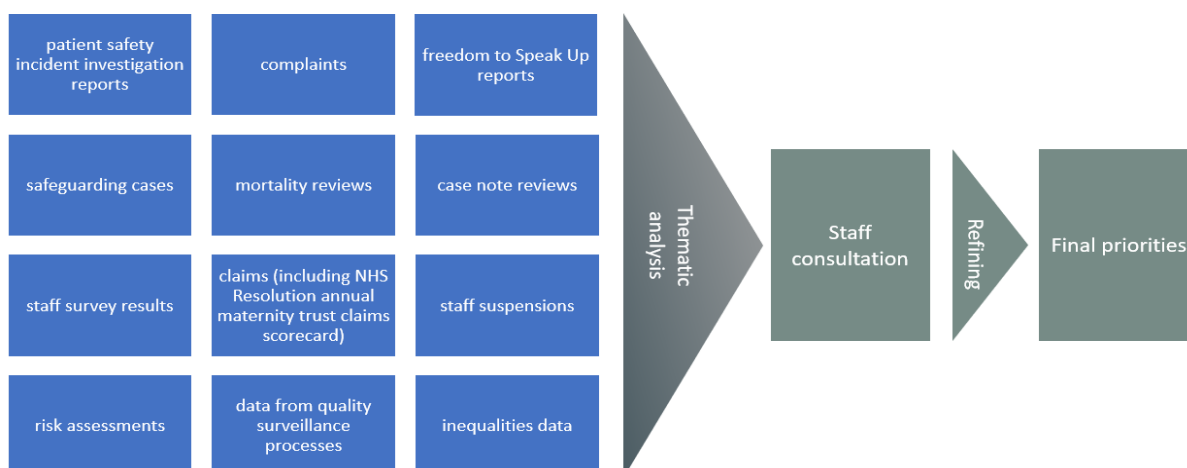 patient safety
incident investigation
reports
complaints
freedom to Speak Up
reports
safeguarding cases
mortality reviews
case note reviews
staff survey results
claims (including NHS
Resolution annual
maternity trust claims
scorecard)
staff suspensions
risk assessments
data from quality
surveillance
processes
inequalities data
Thematic
analysis
Staff
consultation
Refining
Final priorities